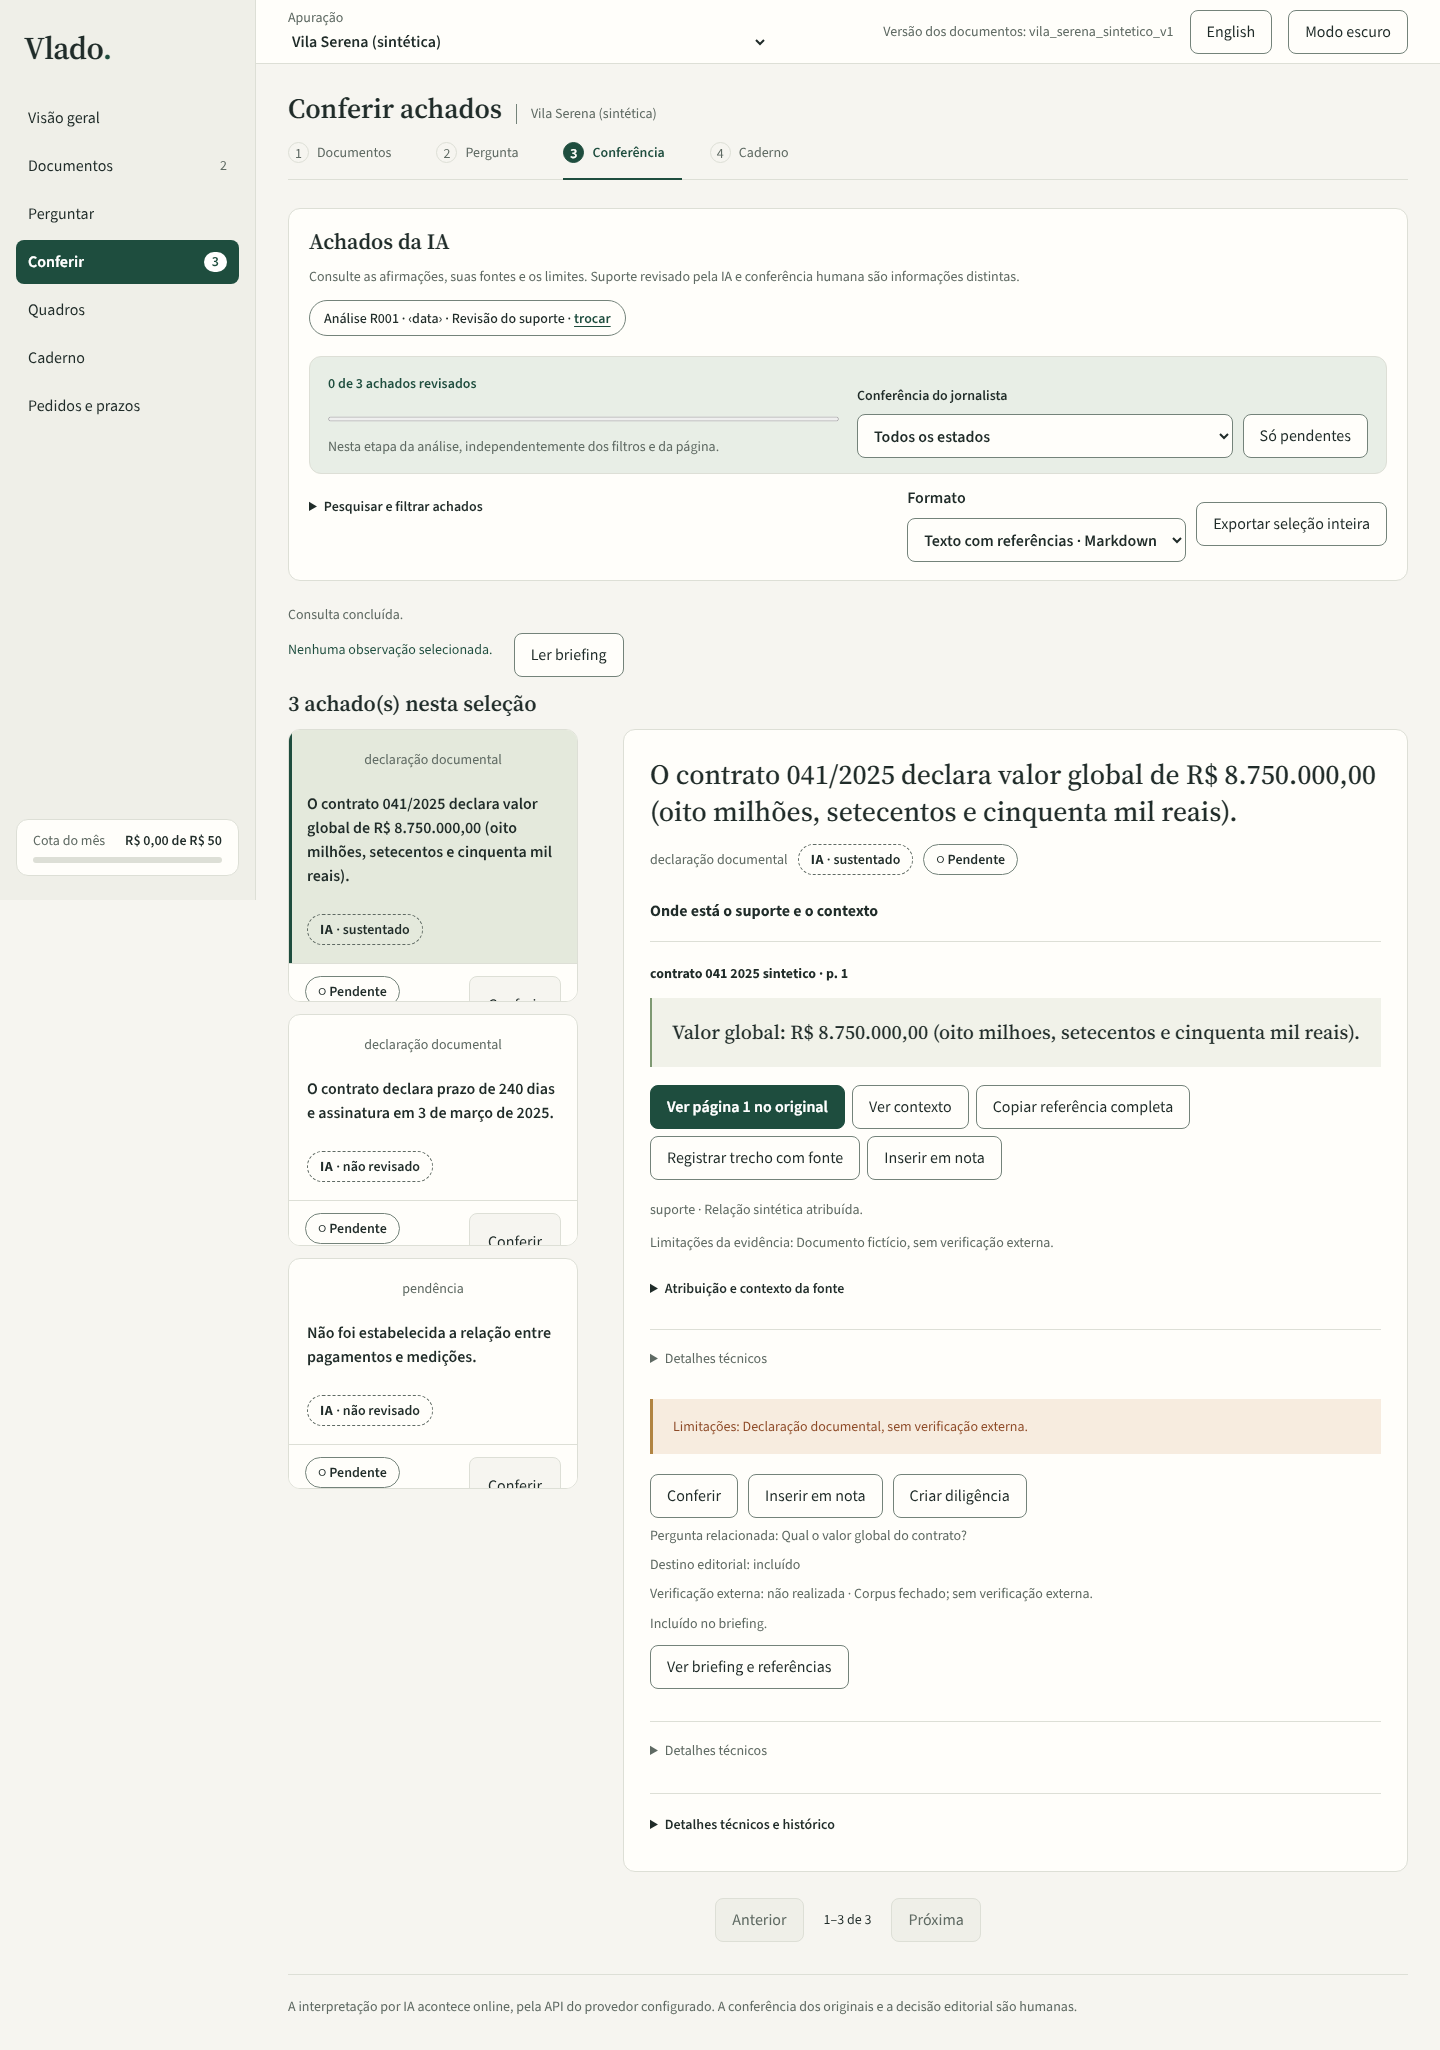 Vlado.
Visão geral
Documentos 2
Perguntar
Conferir 3
Quadros
Caderno
Pedidos e prazos
Cota do mês R$ 0,00 de R$ 50
Apuração
Vila Serena (sintética)
Versão dos documentos: vila_serena_sintetico_v1
English
Modo escuro
Conferir achados
Vila Serena (sintética)
1 Documentos
2 Pergunta
3 Conferência
4 Caderno
Achados da IA
Consulte as afirmações, suas fontes e os limites. Suporte revisado pela IA e conferência humana são informações distintas.
Análise R001 · ‹data› · Revisão do suporte · trocar
0 de 3 achados revisados
Nesta etapa da análise, independentemente dos filtros e da página.
Conferência do jornalista
Todos os estados
Só pendentes
Pesquisar e filtrar achados
Formato
Texto com referências · Markdown
Exportar seleção inteira
Consulta concluída.
Nenhuma observação selecionada.
Ler briefing
3 achado(s) nesta seleção
declaração documental
O contrato 041/2025 declara valor
global de R$ 8.750.000,00 (oito
milhões, setecentos e cinquenta mil
reais).
IA · sustentado
Pendente
declaração documental
O contrato declara prazo de 240 dias
e assinatura em 3 de março de 2025.
IA · não revisado
Pendente
Conferir
pendência
Não foi estabelecida a relação entre
pagamentos e medições.
IA · não revisado
Pendente
Conferir
O contrato 041/2025 declara valor global de R$ 8.750.000,00
(oito milhões, setecentos e cinquenta mil reais).
declaração documental
IA · sustentado
Pendente
Onde está o suporte e o contexto
contrato 041 2025 sintetico · p. 1
Valor global: R$ 8.750.000,00 (oito milhoes, setecentos e cinquenta mil reais).
Ver página 1 no original
Ver contexto
Copiar referência completa
Registrar trecho com fonte
Inserir em nota
suporte · Relação sintética atribuída.
Limitações da evidência: Documento fictício, sem verificação externa.
Atribuição e contexto da fonte
Detalhes técnicos
Limitações: Declaração documental, sem verificação externa.
Conferir
Inserir em nota
Criar diligência
Pergunta relacionada: Qual o valor global do contrato?
Destino editorial: incluído
Verificação externa: não realizada · Corpus fechado; sem verificação externa.
Incluído no briefing.
Ver briefing e referências
Detalhes técnicos
Detalhes técnicos e histórico
Anterior
1–3 de 3
Próxima
A interpretação por IA acontece online, pela API do provedor configurado. A conferência dos originais e a decisão editorial são humanas.